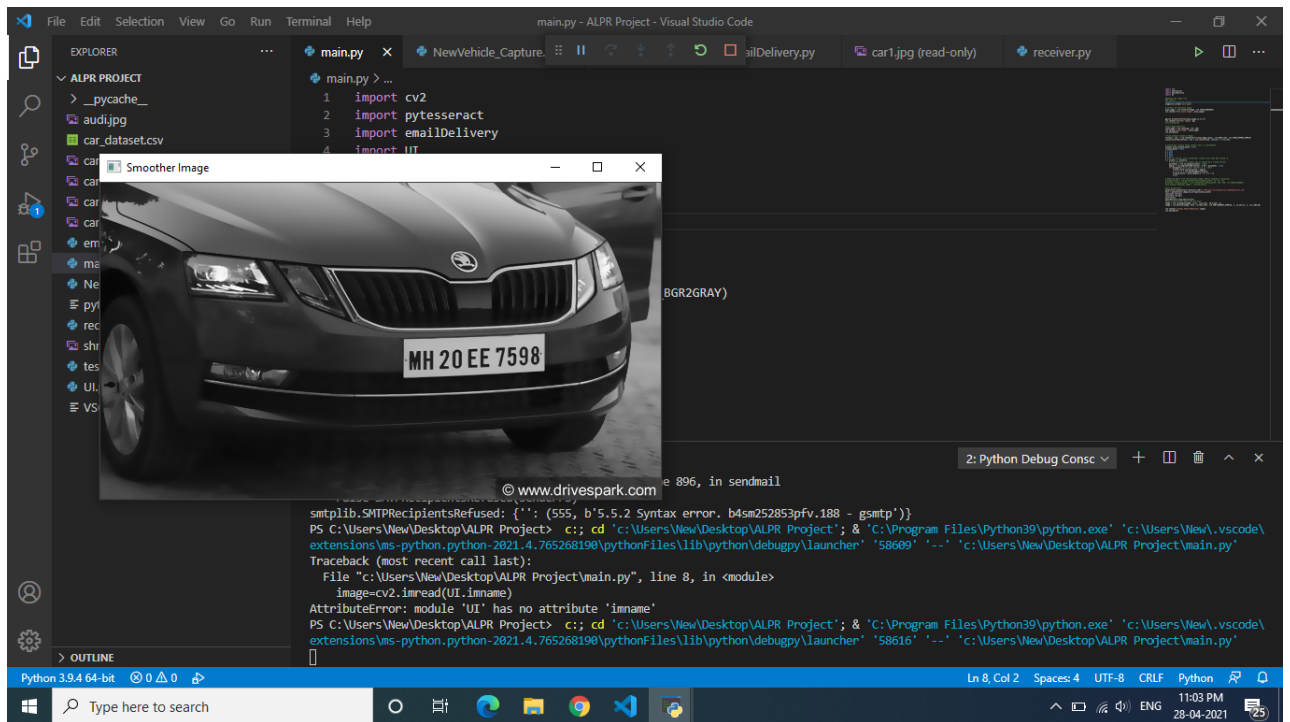 File Edit Selection View Go Run Terminal Help
main.py - ALPR Project - Visual Studio Code
EXPLORER
ALPR PROJECT
__pycache__
audi.jpg
car_dataset.csv
OUTLINE
main.py
NewVehicle_Capture.
ailDelivery.py
car1.jpg (read-only)
receiver.py
main.py > ...
1 import cv2
2 import pytesseract
3 import emailDelivery
4 import UI
_BGR2GRAY)
Smoother Image
MH 20 EE 7598
© www.drivespark.com
2: Python Debug Consc
e 896, in sendmail
smtplib.SMTPRecipientsRefused: {'': (555, b'5.5.2 Syntax error. b4sm252853pfv.188 - gsmtp')}
PS C:\Users\New\Desktop\ALPR Project> c:; cd 'c:\Users\New\Desktop\ALPR Project'; & 'C:\Program Files\Python39\python.exe' 'c:\Users\New\.vscode\
extensions\ms-python.python-2021.4.765268190\pythonFiles\lib\python\debugpy\launcher' '58609' '--' 'c:\Users\New\Desktop\ALPR Project\main.py'
Traceback (most recent call last):
File "c:\Users\New\Desktop\ALPR Project\main.py", line 8, in <module>
image=cv2.imread(UI.imname)
AttributeError: module 'UI' has no attribute 'imname'
PS C:\Users\New\Desktop\ALPR Project> c:; cd 'c:\Users\New\Desktop\ALPR Project'; & 'C:\Program Files\Python39\python.exe' 'c:\Users\New\.vscode\
extensions\ms-python.python-2021.4.765268190\pythonFiles\lib\python\debugpy\launcher' '58616' '--' 'c:\Users\New\Desktop\ALPR Project\main.py'
Python 3.9.4 64-bit 0 0
Ln 8, Col 2 Spaces: 4 UTF-8 CRLF Python
Type here to search
ENG
11:03 PM
28-04-2021
25